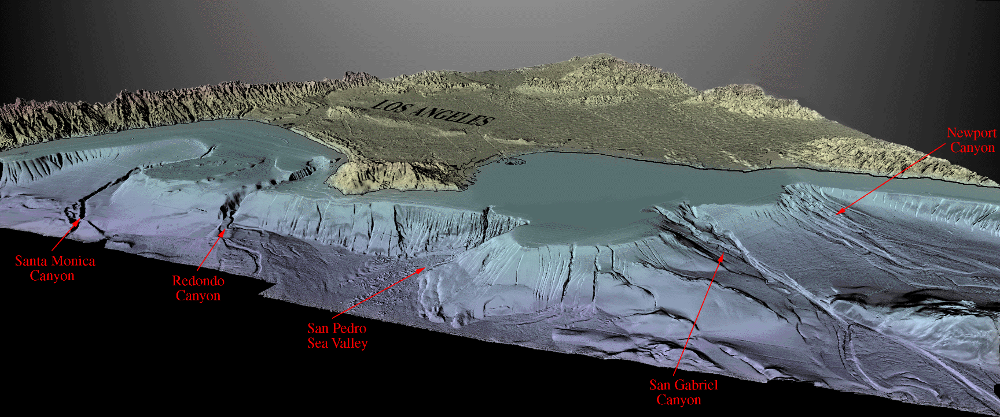 LOS ANGELES
Newport
Canyon
Santa Monica
Canyon
Redondo
Canyon
San Pedro
Sea Valley
San Gabriel
Canyon